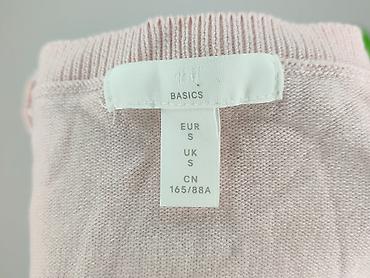 H&M
BASICS
EUR
S
UK
S
CN
165/88A